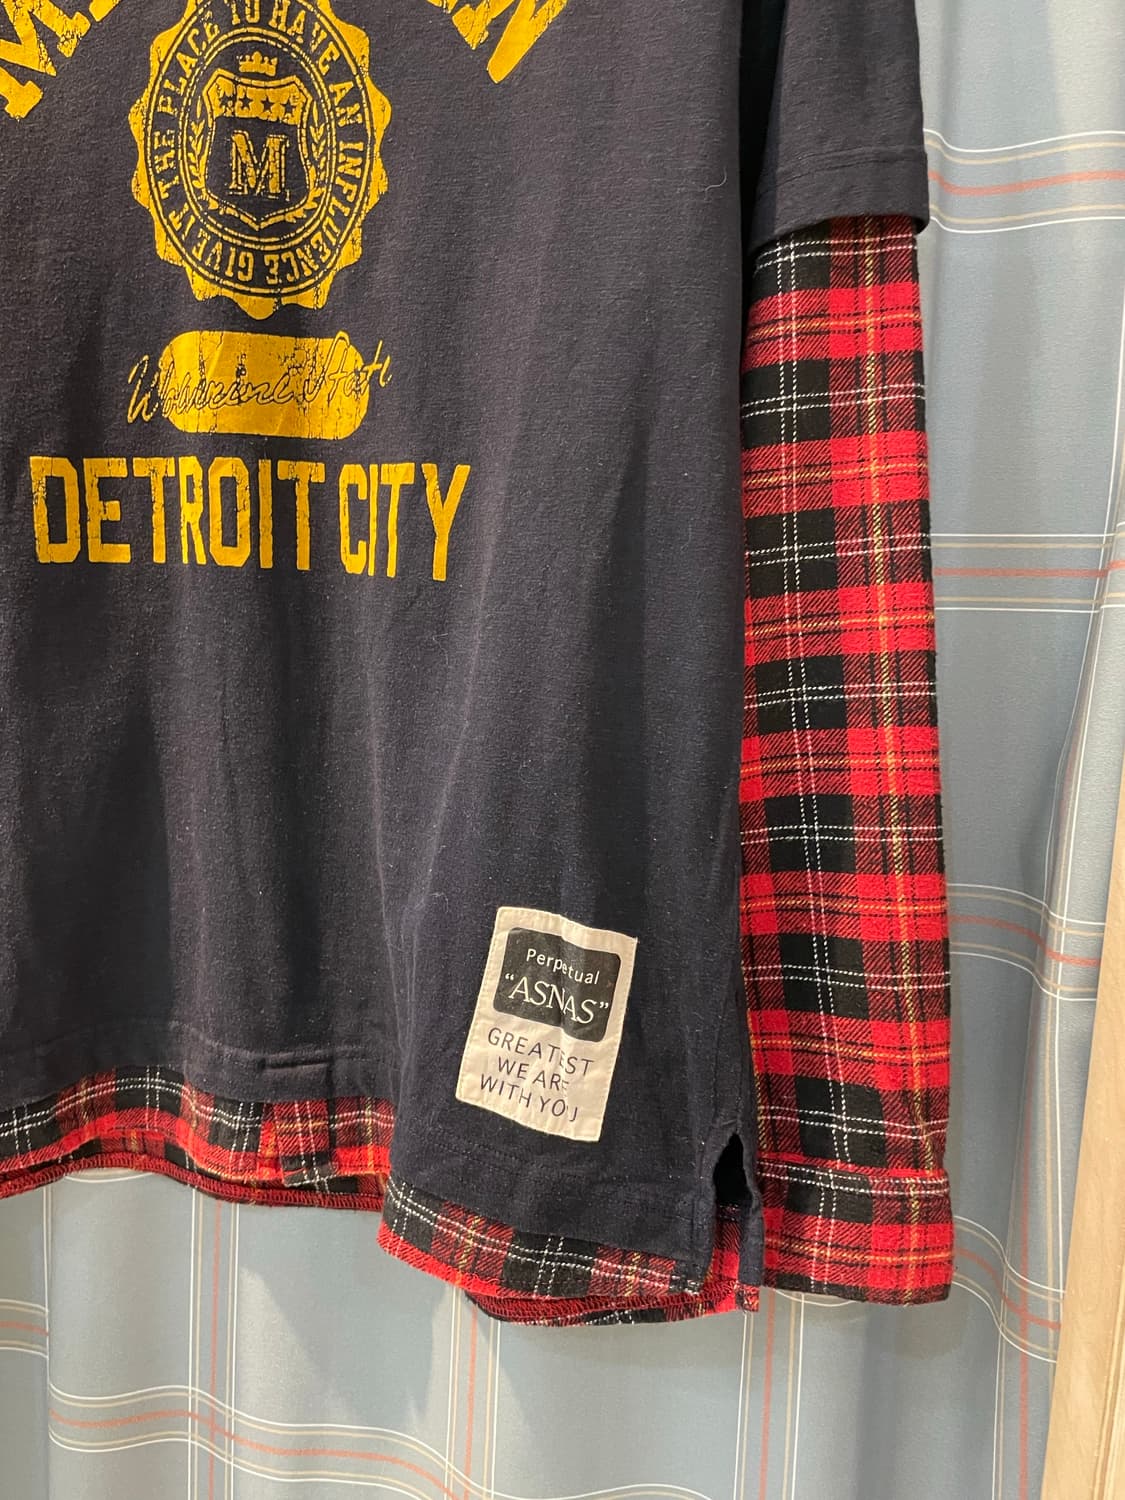 THE PLACE TO HAVE AN INFLUENCE GIVE IT
M
DETROIT CITY
Perpetual
“ASNAS”
GREATEST
WE ARE
WITH YOU